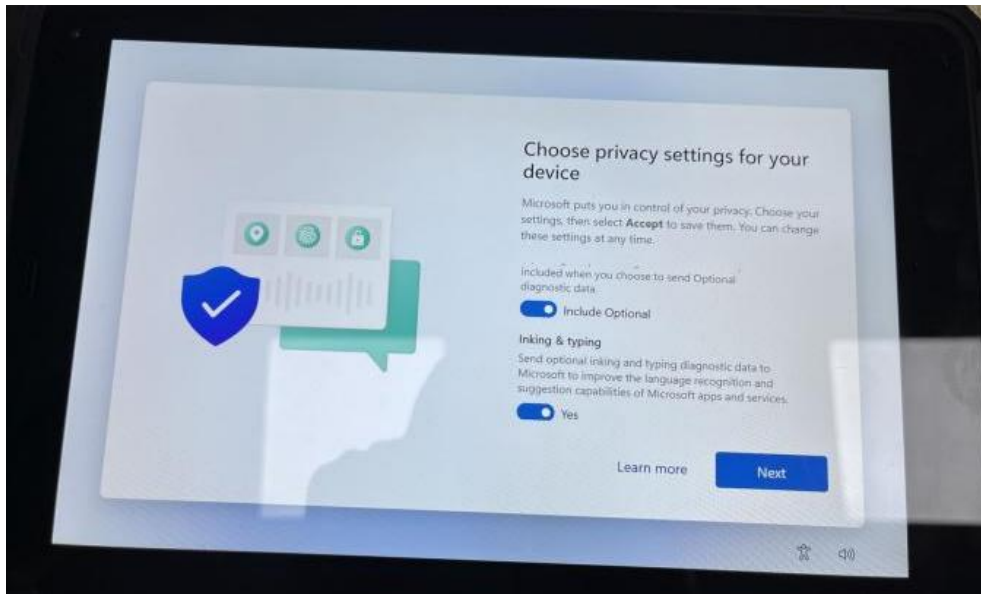 Choose privacy settings for your
device
Microsoft puts you in control of your privacy. Choose your
settings, then select Accept to save them. You can change
these settings at any time.
included when you choose to send Optional
diagnostic data
Include Optional
Inking & typing
Send optional inking and typing diagnostic data to
Microsoft to improve the language recognition and
suggestion capabilities of Microsoft apps and services.
Yes
Learn more
Next